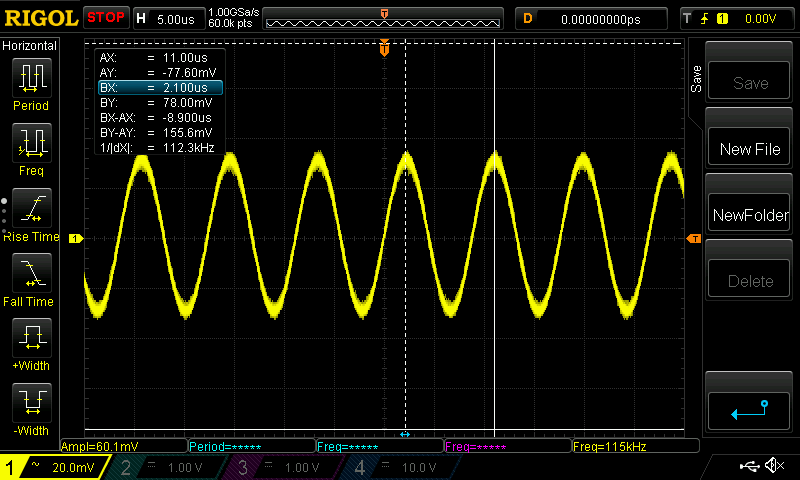 RIGOL STOP H 5.00us 1.00GSa/s 60.0k pts T D 0.00000000ps T 1 0.00V
Horizontal
Period
Freq
Rise Time
Fall Time
+Width
-Width
T
AX: = 11.00us
AY: = -77.60mV
BX: = 2.100us
BY: = 78.00mV
BX-AX: = -8.900us
BY-AY: = 155.6mV
1/|dX|: = 112.3kHz
1
T
Save
Save
New File
NewFolder
Delete
Ampl=60.1mV Period=***** Freq=***** Freq=***** Freq=115kHz
1 ~ 20.0mV 2 1.00 V 3 1.00 V 4 10.0 V